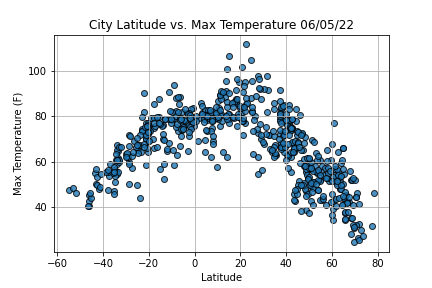 City Latitude vs. Max Temperature 06/05/22
Max Temperature (F)
100
80
60
40
−60 −40 −20 0 20 40 60 80
Latitude